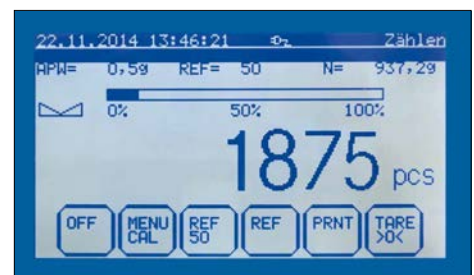 22.11.2014 13:46:21 Zählen
APW= 0,5g REF= 50 N= 937,2g
0% 50% 100%
1875 pcs
OFF MENU CAL REF 50 REF PRNT TARE >0<